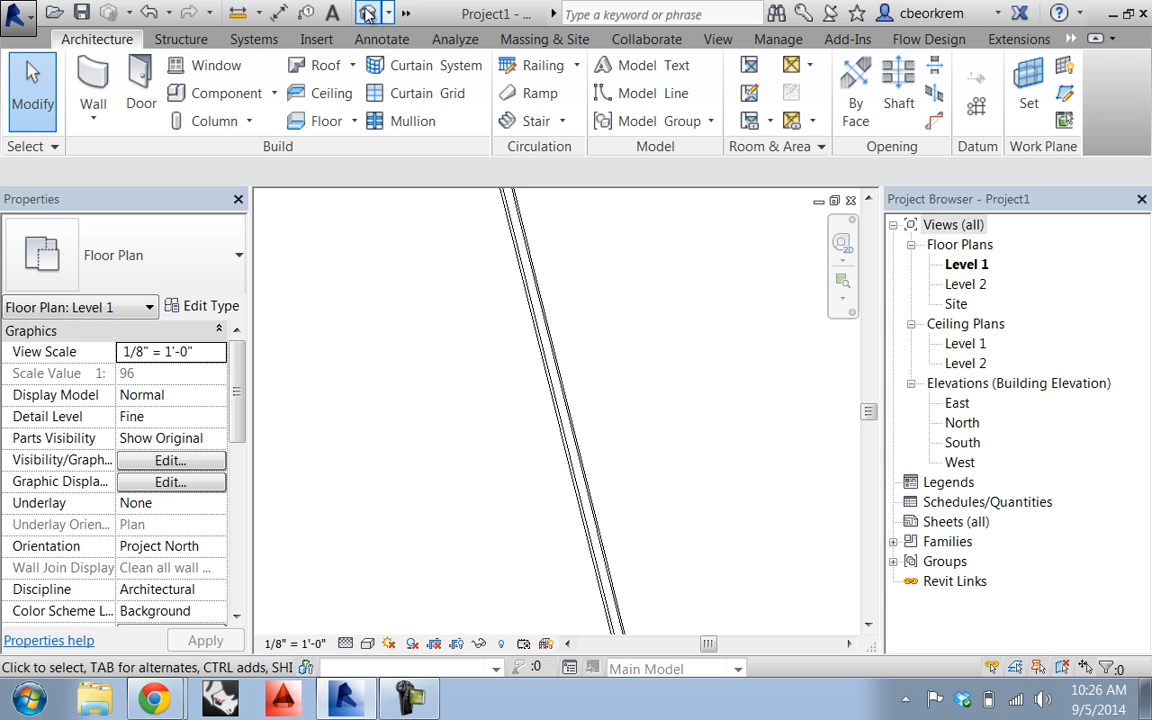 Project1 - ...
Type a keyword or phrase
cbeorkrem
Architecture Structure Systems Insert Annotate Analyze Massing & Site Collaborate View Manage Add-Ins Flow Design Extensions
Modify
Wall
Door
Window
Component
Column
Roof
Ceiling
Floor
Curtain System
Curtain Grid
Mullion
Railing
Ramp
Stair
Model Text
Model Line
Model Group
By Face
Shaft
Set
Select
Build
Circulation
Model
Room & Area
Opening
Datum
Work Plane
Properties
Floor Plan
Floor Plan: Level 1
Edit Type
Graphics
View Scale 1/8" = 1'-0"
Scale Value 1: 96
Display Model Normal
Detail Level Fine
Parts Visibility Show Original
Visibility/Graph... Edit...
Graphic Displa... Edit...
Underlay None
Underlay Orien... Plan
Orientation Project North
Wall Join Display Clean all wall ...
Discipline Architectural
Color Scheme L... Background
Properties help
Apply
2D
1/8" = 1'-0"
Project Browser - Project1
Views (all)
Floor Plans
Level 1
Level 2
Site
Ceiling Plans
Level 1
Level 2
Elevations (Building Elevation)
East
North
South
West
Legends
Schedules/Quantities
Sheets (all)
Families
Groups
Revit Links
Click to select, TAB for alternates, CTRL adds, SHI
:0
Main Model
:0
10:26 AM
9/5/2014